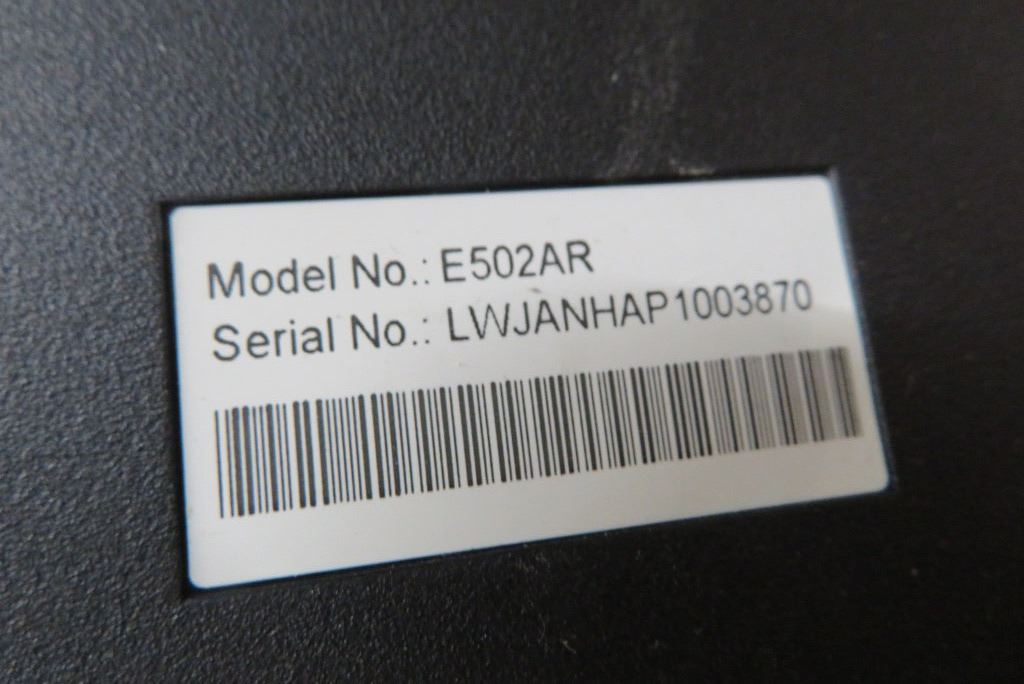 Model No.: E502AR
Serial No.: LWJANHAP1003870